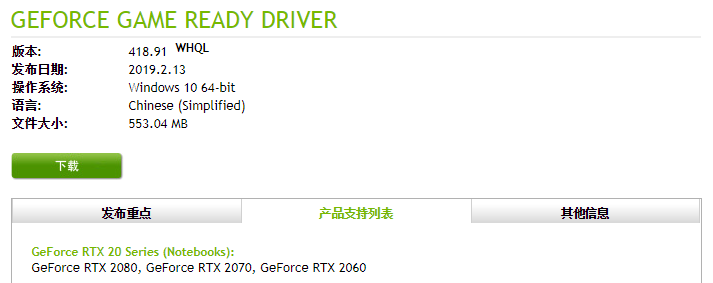 GEFORCE GAME READY DRIVER
版本: 418.91 WHQL
发布日期: 2019.2.13
操作系统: Windows 10 64-bit
语言: Chinese (Simplified)
文件大小: 553.04 MB
下载
发布重点 产品支持列表 其他信息
GeForce RTX 20 Series (Notebooks):
GeForce RTX 2080, GeForce RTX 2070, GeForce RTX 2060